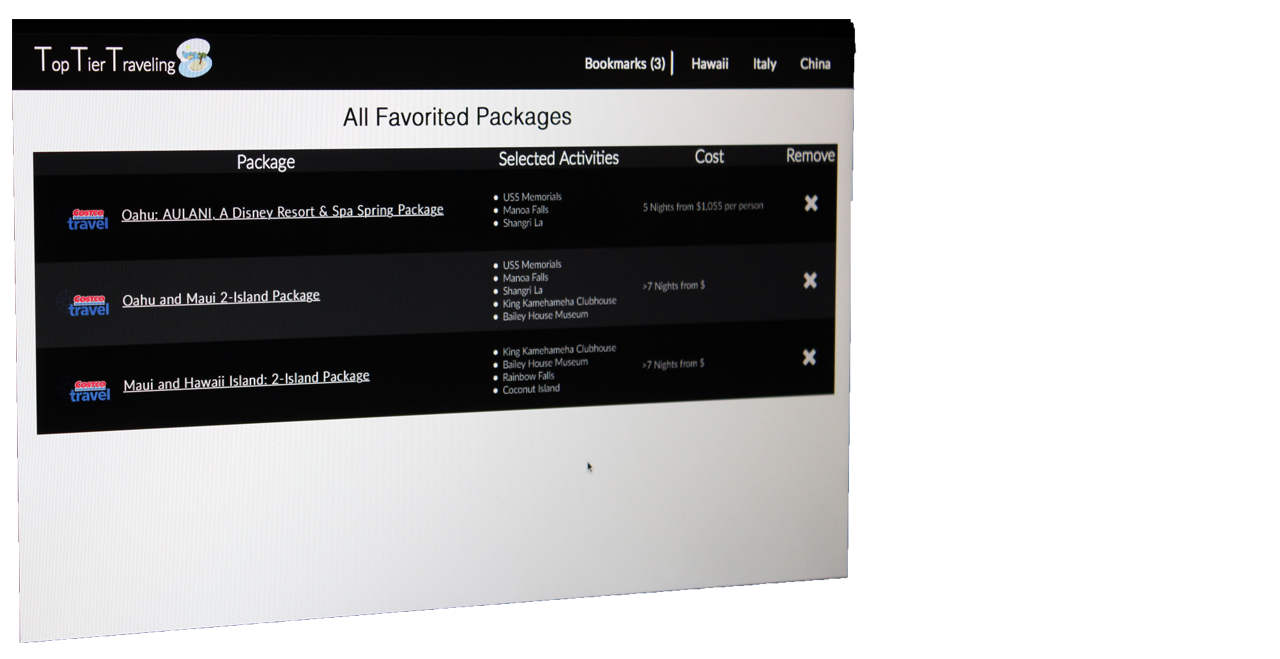 Top Tier Traveling
Bookmarks (3)
Hawaii
Italy
China
All Favorited Packages
Package
Selected Activities
Cost
Remove
COSTCO
travel
Oahu: AULANI, A Disney Resort & Spa Spring Package
USS Memorials
Manoa Falls
Shangri La
5 Nights from $1,055 per person
COSTCO
travel
Oahu and Maui 2-Island Package
USS Memorials
Manoa Falls
Shangri La
King Kamehameha Clubhouse
Bailey House Museum
>7 Nights from $
COSTCO
travel
Maui and Hawaii Island: 2-Island Package
King Kamehameha Clubhouse
Bailey House Museum
Rainbow Falls
Coconut Island
>7 Nights from $